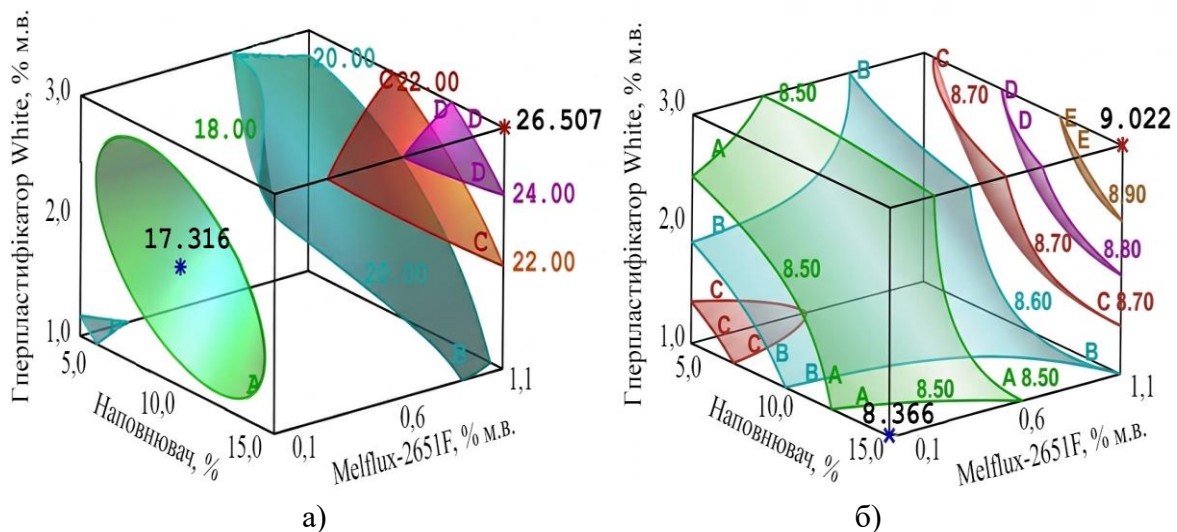 Гіперпластифікатор White, % м.в.
3,0
2,0
1,0
5,0
10,0
15,0
Наповнювач, %
0,1
0,6
1,1
Melflux-2651F, % м.в.
20.00
C
22.00
D
D
26.507
18.00
D
24.00
17.316
C
22.00
20.00
A
B
а)
Гіперпластифікатор White, % м.в.
3,0
2,0
1,0
5,0
10,0
15,0
Наповнювач, %
0,1
0,6
1,1
Melflux-2651F, % м.в.
B
C
8.50
8.70
D
D
E
E
9.022
A
8.90
B
8.70
8.80
8.50
C
8.60
C 8.70
C
C
B
B
B
A
A
8.50
A 8.50
8.366
б)